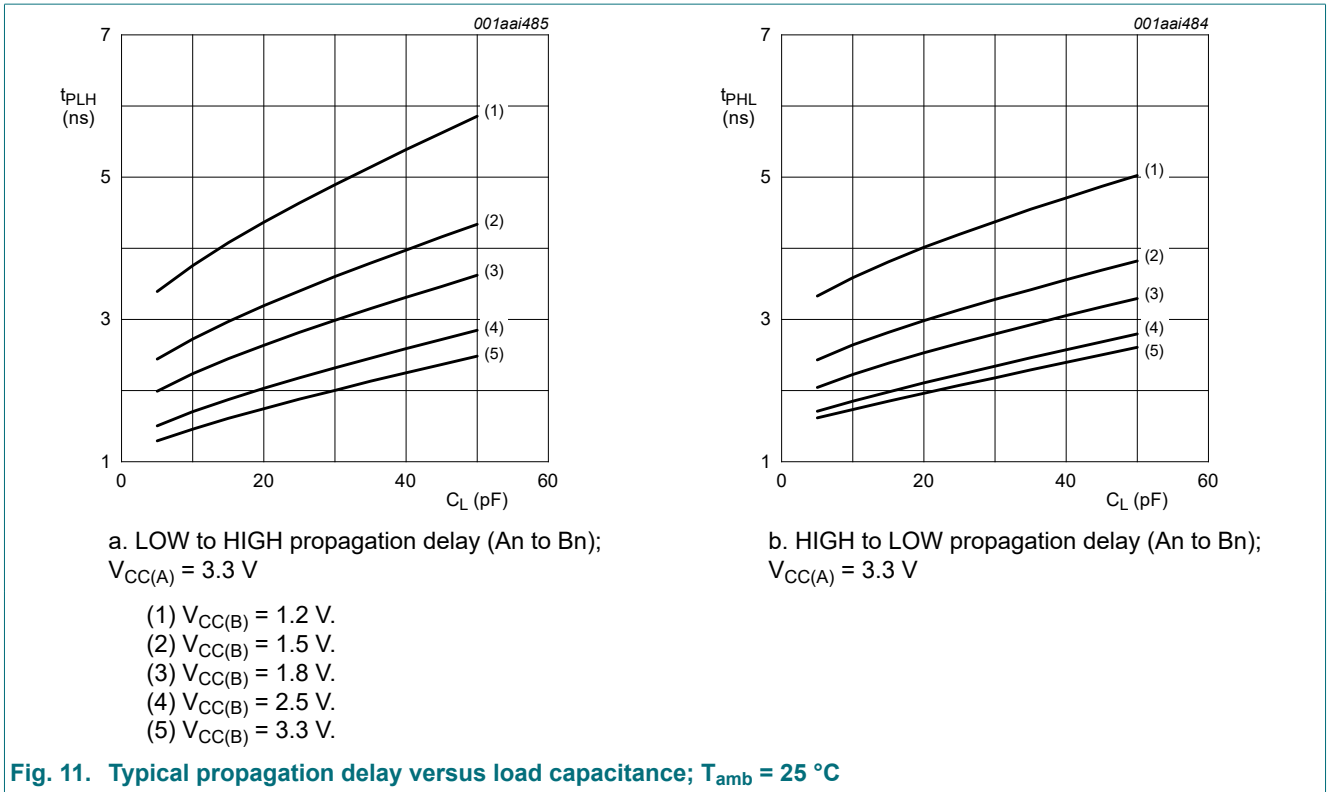 001aai485
7
tPLH
(ns)
(1)
5
(2)
(3)
3
(4)
(5)
1
0
20
40
60
CL (pF)
a. LOW to HIGH propagation delay (An to Bn);
VCC(A) = 3.3 V
(1) VCC(B) = 1.2 V.
(2) VCC(B) = 1.5 V.
(3) VCC(B) = 1.8 V.
(4) VCC(B) = 2.5 V.
(5) VCC(B) = 3.3 V.
001aai484
7
tPHL
(ns)
5
(1)
(2)
(3)
3
(4)
(5)
1
0
20
40
60
CL (pF)
b. HIGH to LOW propagation delay (An to Bn);
VCC(A) = 3.3 V
Fig. 11. Typical propagation delay versus load capacitance; Tamb = 25 °C